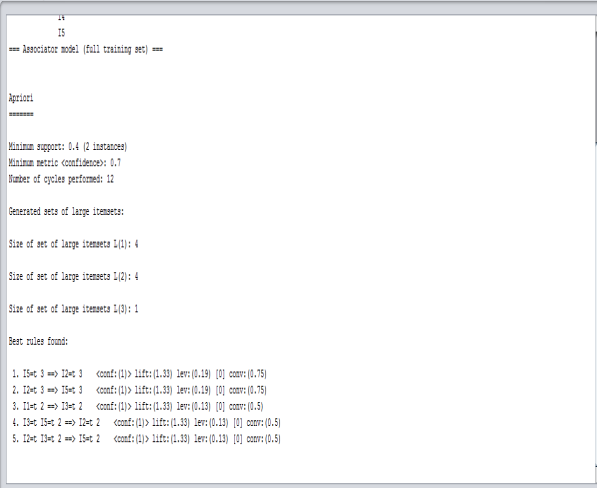 I4
I5
=== Associator model (full training set) ===
Apriori
=======
Minimum support: 0.4 (2 instances)
Minimum metric <confidence>: 0.7
Number of cycles performed: 12
Generated sets of large itemsets:
Size of set of large itemsets L(1): 4
Size of set of large itemsets L(2): 4
Size of set of large itemsets L(3): 1
Best rules found:
1. I5=t 3 ==> I2=t 3 <conf:(1)> lift:(1.33) lev:(0.19) [0] conv:(0.75)
2. I2=t 3 ==> I5=t 3 <conf:(1)> lift:(1.33) lev:(0.19) [0] conv:(0.75)
3. I1=t 2 ==> I3=t 2 <conf:(1)> lift:(1.33) lev:(0.13) [0] conv:(0.5)
4. I3=t I5=t 2 ==> I2=t 2 <conf:(1)> lift:(1.33) lev:(0.13) [0] conv:(0.5)
5. I2=t I3=t 2 ==> I5=t 2 <conf:(1)> lift:(1.33) lev:(0.13) [0] conv:(0.5)